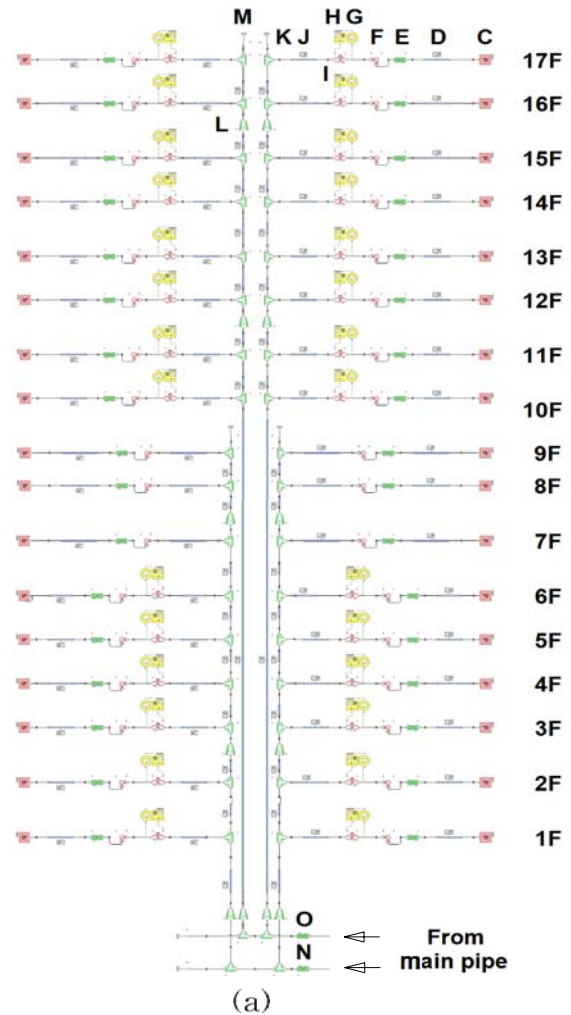 M
H G
K J F E D C
17F
I
16F
L
15F
14F
13F
12F
11F
10F
9F
8F
7F
6F
5F
4F
3F
2F
1F
O
From
main pipe
N
(a)